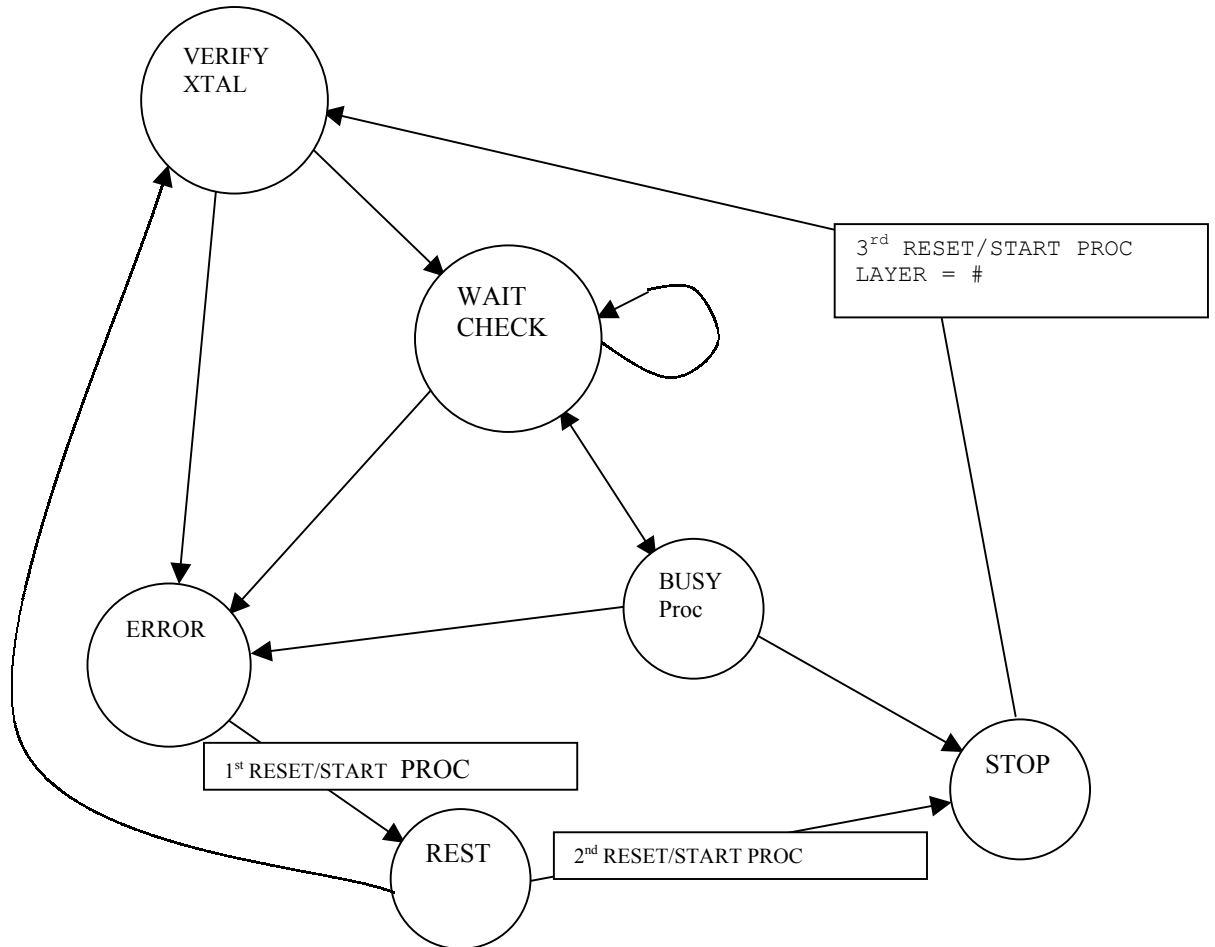 VERIFY
XTAL
3rd RESET/START PROC
LAYER = #
WAIT
CHECK
BUSY
Proc
ERROR
1st RESET/START PROC
STOP
REST
2nd RESET/START PROC